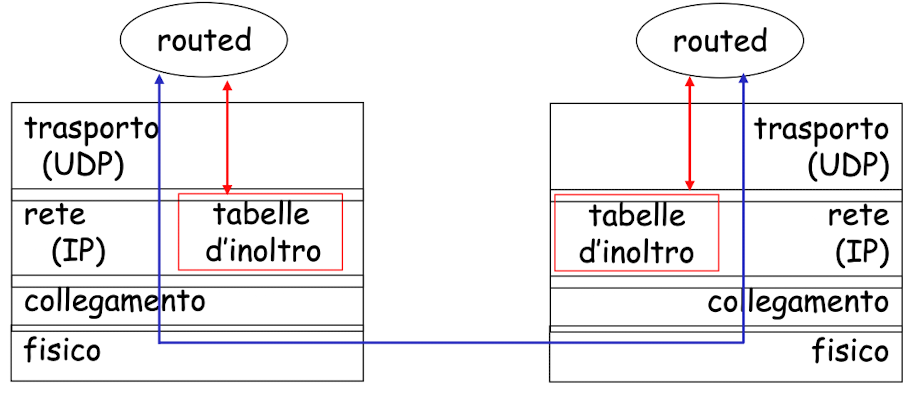 routed
trasporto
(UDP)
rete
(IP)
tabelle
d'inoltro
collegamento
fisico
routed
trasporto
(UDP)
tabelle
d'inoltro
rete
(IP)
collegamento
fisico